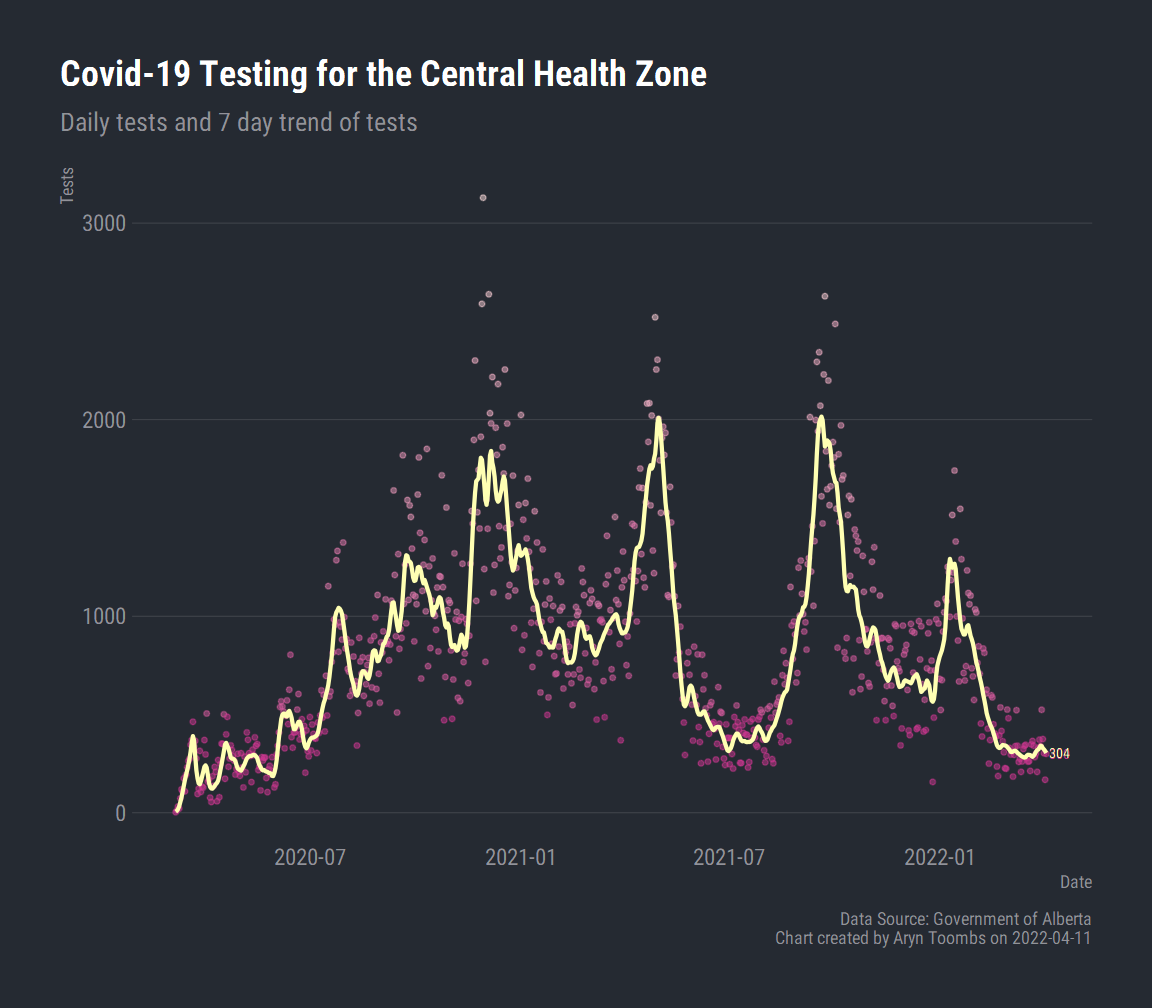 Covid-19 Testing for the Central Health Zone
Daily tests and 7 day trend of tests
Tests
3000
2000
1000
0
304
2020-07
2021-01
2021-07
2022-01
Date
Data Source: Government of Alberta
Chart created by Aryn Toombs on 2022-04-11